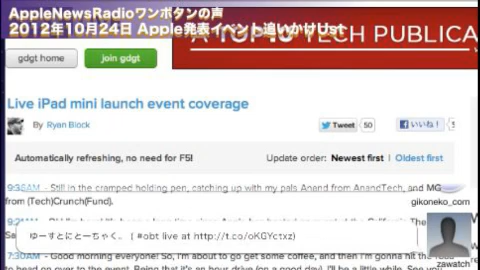 AppleNewsRadioワンボタンの声
2012年10月24日 Apple発表イベント追いかけUst
A TOP TECH PUBLICA
gdgt home
join gdgt
Live iPad mini launch event coverage
By Ryan Block
Tweet 50
いいね！ 5
Automatically refreshing, no need for F5!
Update order: Newest first | Oldest first
9:36AM - Still in the cramped holding pen, catching up with my pals Anand from AnandTech, and MG
from (Tech)Crunch(Fund).
gikoneko_com
ゆーすとにとーちゃく。 ( #obt live at http://t.co/oKGYctxz)
7:20AM - Good morning everyone! So, I'm about to go get some coffee, and then I'm gonna hit the road
to head on over to the event. Being that it's an hour drive (on a good day), I'll be a little while. See you
zawatch